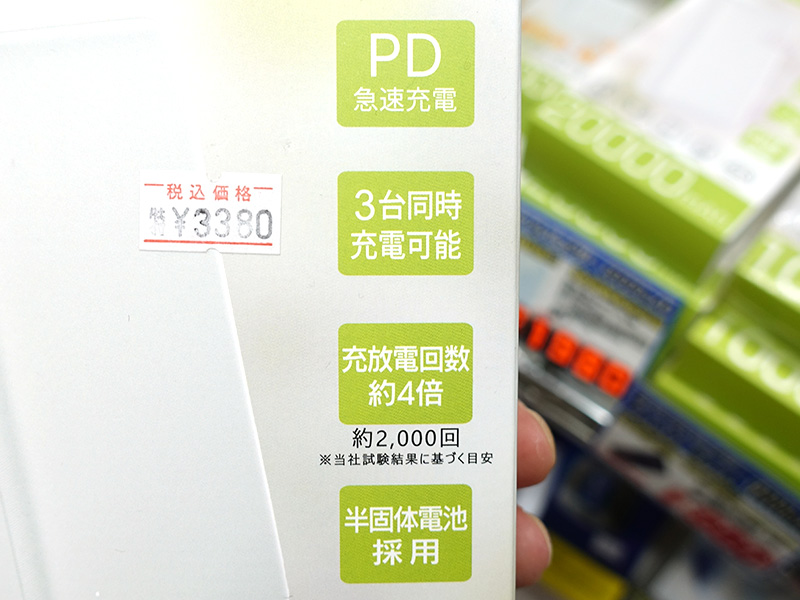 PD
急速充電
税込価格
特¥3380
3台同時
充電可能
充放電回数
約4倍
約2,000回
※当社試験結果に基づく目安
半固体電池
採用
20000